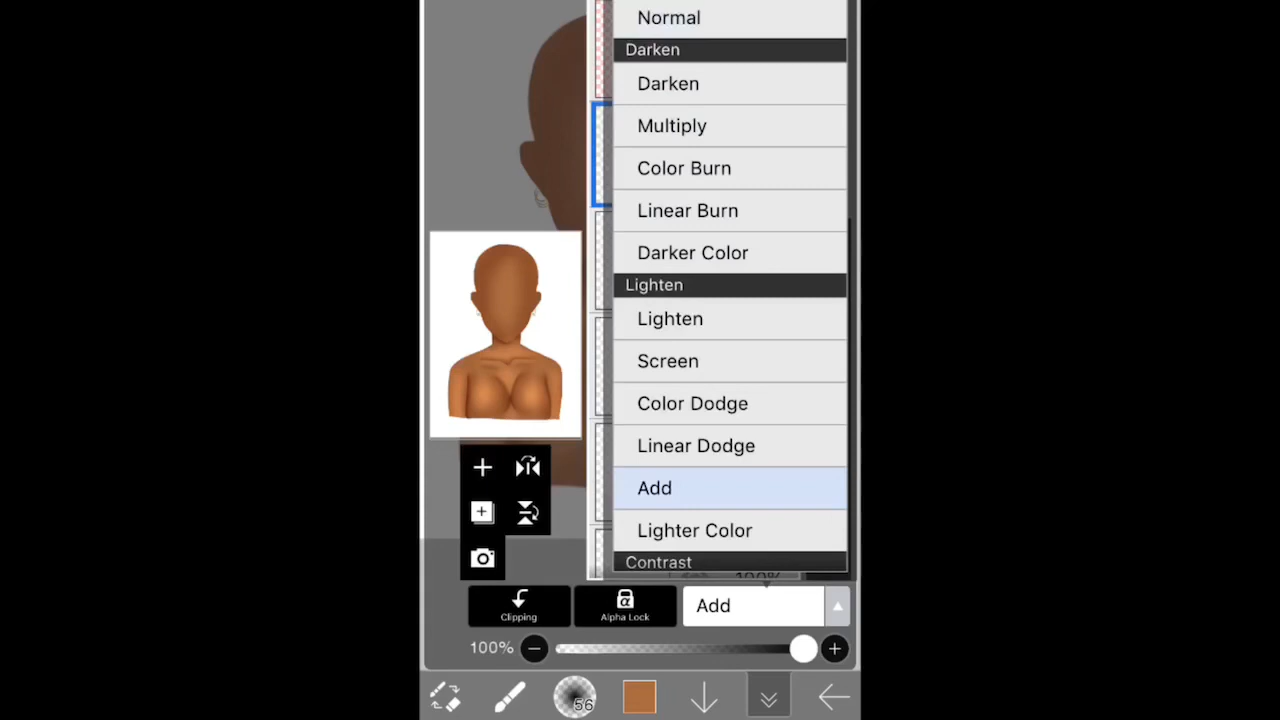 Normal
Darken
Darken
Multiply
Color Burn
Linear Burn
Darker Color
Lighten
Lighten
Screen
Color Dodge
Linear Dodge
Add
Lighter Color
Contrast
100%
Clipping
Alpha Lock
Add
100%
56